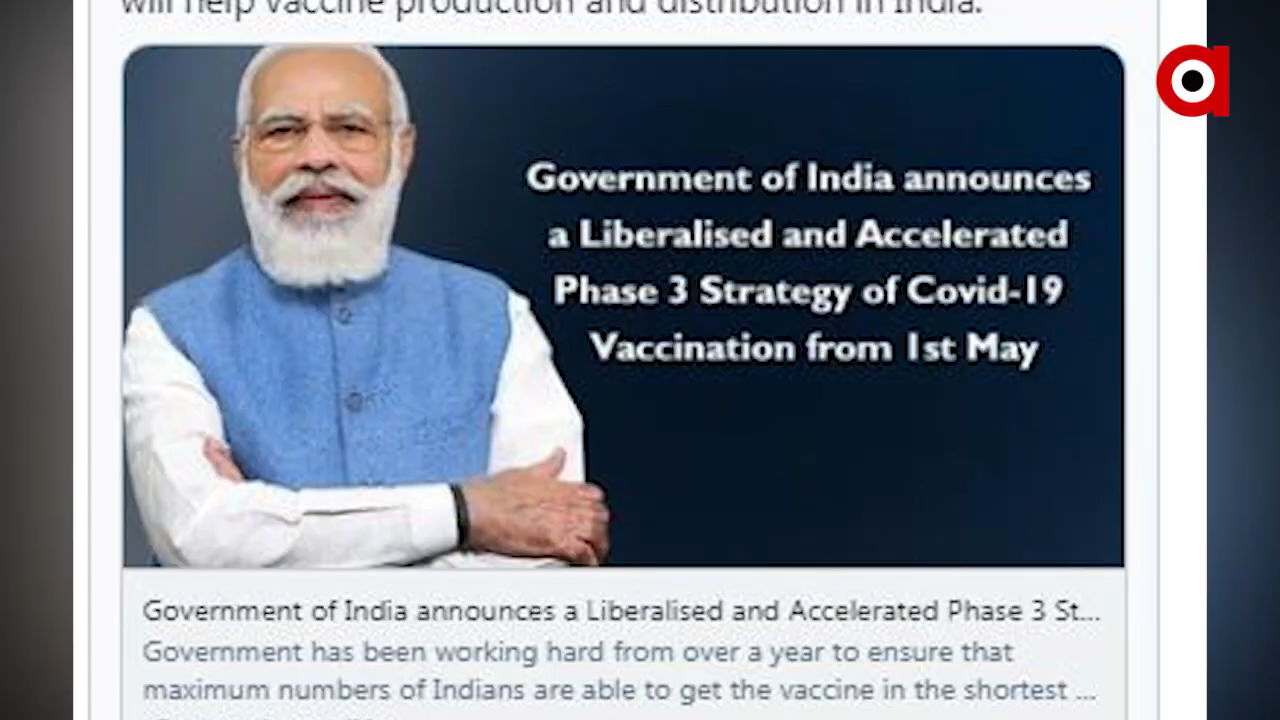 will help vaccine production and distribution in India.
Government of India announces
a Liberalised and Accelerated
Phase 3 Strategy of Covid-19
Vaccination from 1st May
Government of India announces a Liberalised and Accelerated Phase 3 St...
Government has been working hard from over a year to ensure that
maximum numbers of Indians are able to get the vaccine in the shortest ...